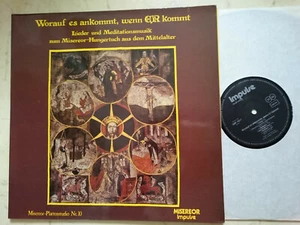 Worauf es ankommt, wenn ER kommt
Lieder und Meditationsmusik
zum Misereor-Hungertuch aus dem Mittelalter
Misereor-Plattenreihe Nr. 10
MISEREOR
impulse
impulse